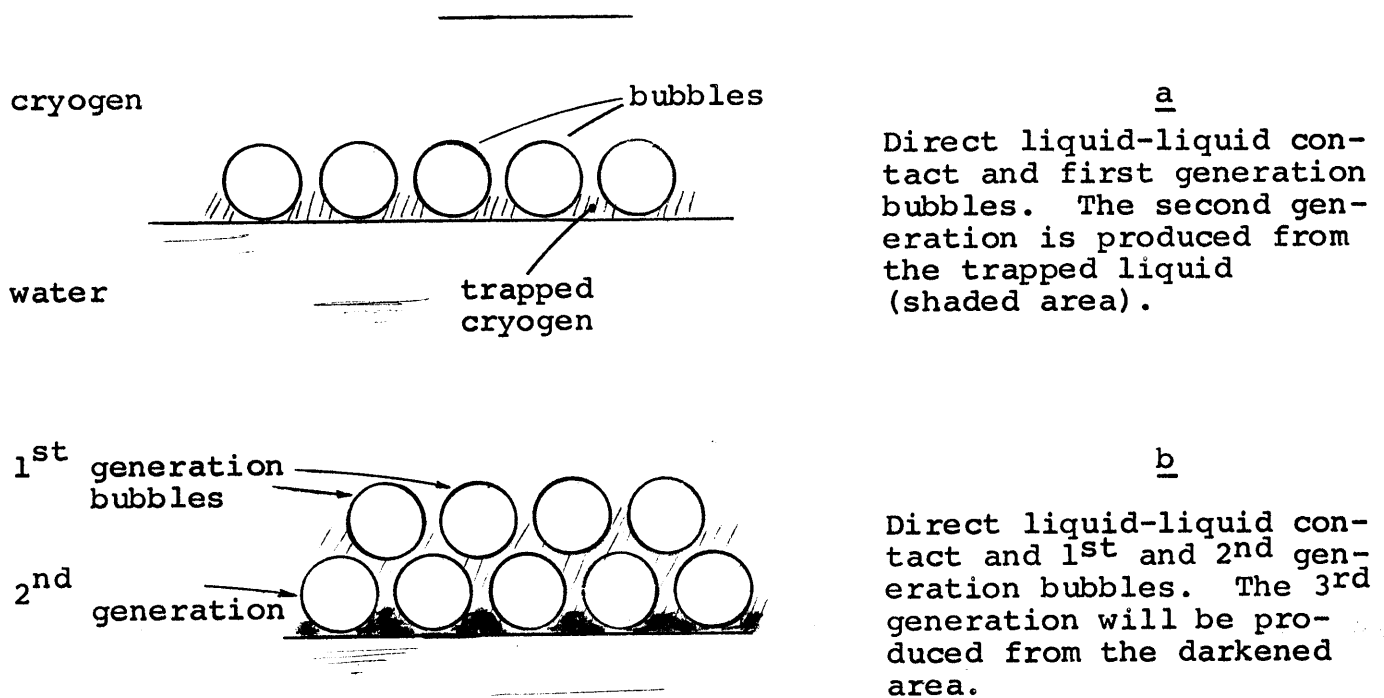 cryogen
bubbles
water
trapped
cryogen
a
Direct liquid-liquid con-
tact and first generation
bubbles. The second gen-
eration is produced from
the trapped liquid
(shaded area).
1st generation
bubbles
2nd
generation
b
Direct liquid-liquid con-
tact and 1st and 2nd gen-
eration bubbles. The 3rd
generation will be pro-
duced from the darkened
area.